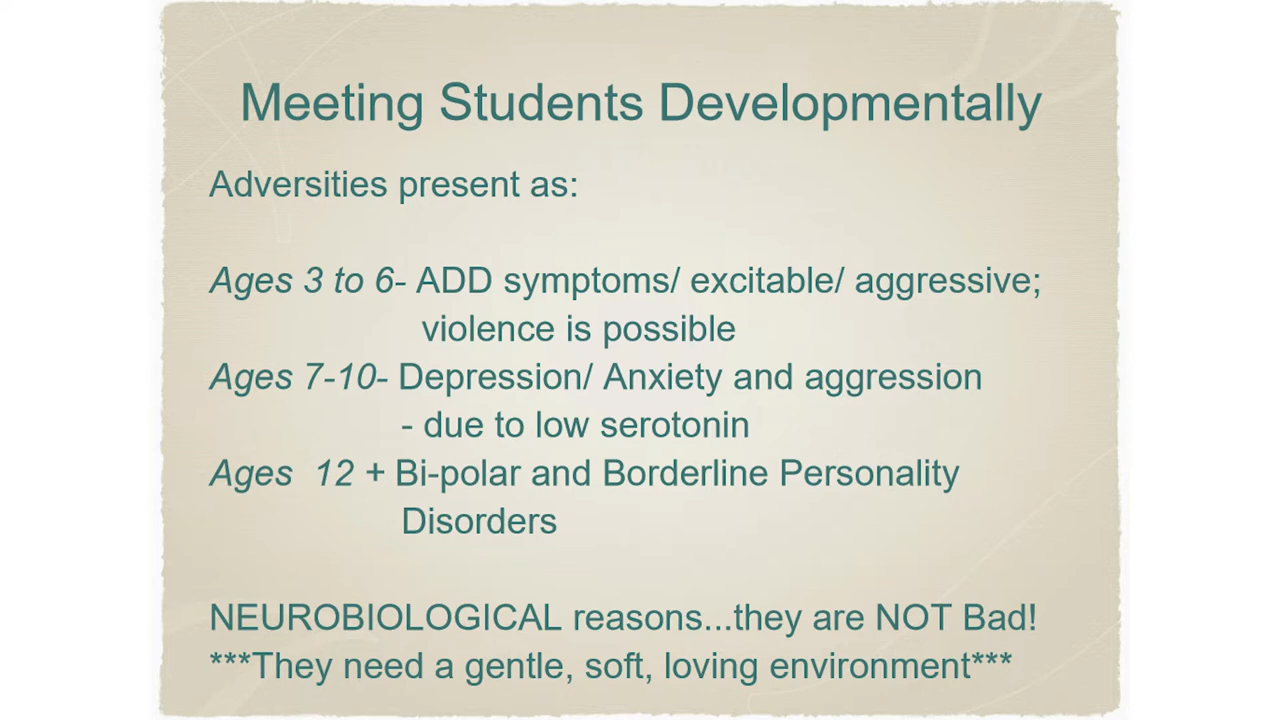 Meeting Students Developmentally
Adversities present as:
Ages 3 to 6- ADD symptoms/ excitable/ aggressive;
violence is possible
Ages 7-10- Depression/ Anxiety and aggression
- due to low serotonin
Ages  12 + Bi-polar and Borderline Personality
Disorders
NEUROBIOLOGICAL reasons...they are NOT Bad!
***They need a gentle, soft, loving environment***